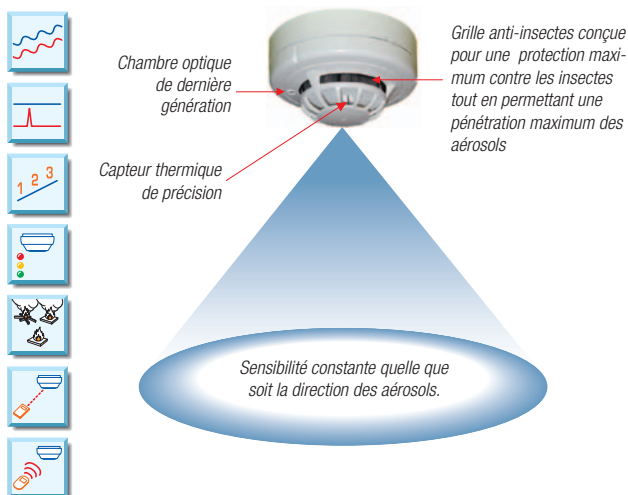 Chambre optique
de dernière
génération
Grille anti-insectes conçue
pour une protection maxi-
mum contre les insectes
tout en permettant une
pénétration maximum des
aérosols
Capteur thermique
de précision
1 2 3
Sensibilité constante quelle que
soit la direction des aérosols.